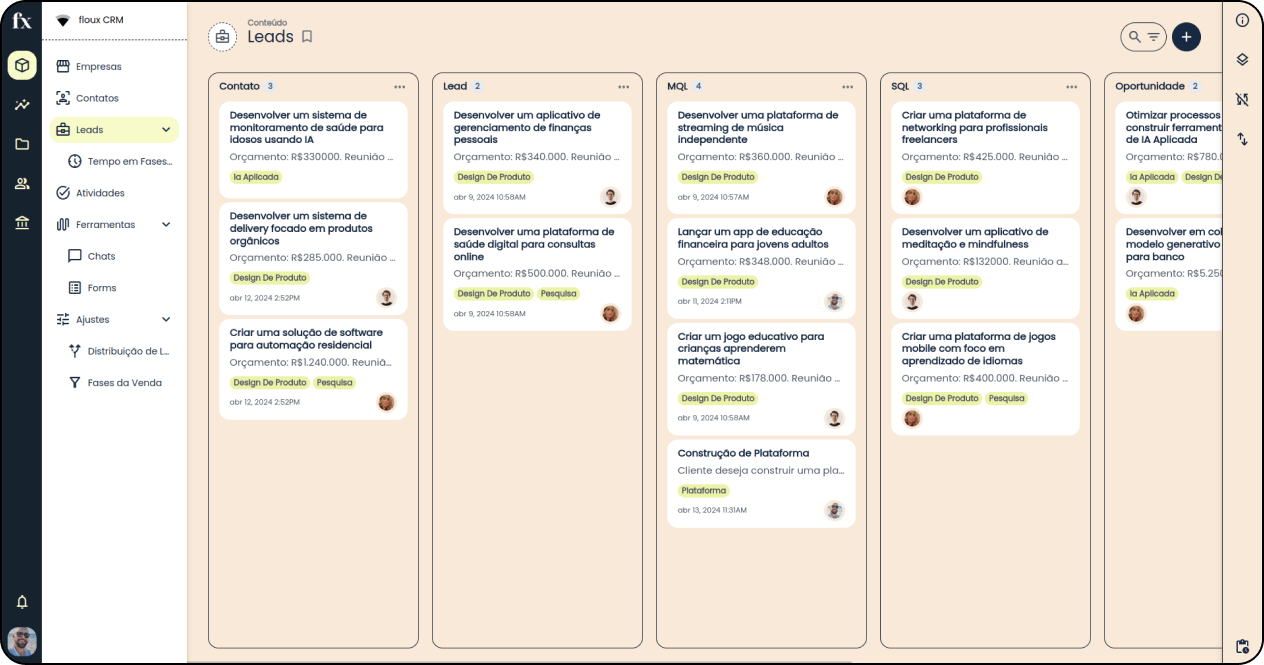 fx
floux CRM
Empresas
Contatos
Leads
Tempo em Fases...
Atividades
Ferramentas
Chats
Forms
Ajustes
Distribuição de L...
Fases da Venda
Conteúdo
Leads
Contato 3
Desenvolver um sistema de
monitoramento de saúde para
idosos usando IA
Orçamento: R$330000. Reunião ...
Ia Aplicada
Desenvolver um sistema de
delivery focado em produtos
orgânicos
Orçamento: R$285.000. Reunião ...
Design De Produto
abr 12, 2024 2:52PM
Criar uma solução de software
para automação residencial
Orçamento: R$1.240.000. Reuniã...
Design De Produto Pesquisa
abr 12, 2024 2:52PM
Lead 2
Desenvolver um aplicativo de
gerenciamento de finanças
pessoais
Orçamento: R$340.000. Reunião ...
Design De Produto
abr 9, 2024 10:58AM
Desenvolver uma plataforma de
saúde digital para consultas
online
Orçamento: R$500.000. Reunião ...
Design De Produto Pesquisa
abr 9, 2024 10:58AM
MQL 4
Desenvolver uma plataforma de
streaming de música
independente
Orçamento: R$360.000. Reunião ...
Design De Produto
abr 9, 2024 10:57AM
Lançar um app de educação
financeira para jovens adultos
Orçamento: R$348.000. Reunião ...
Design De Produto
abr 11, 2024 2:11PM
Criar um jogo educativo para
crianças aprenderem
matemática
Orçamento: R$178.000. Reunião ...
Design De Produto
abr 9, 2024 10:58AM
Construção de Plataforma
Cliente deseja construir uma pla...
Plataforma
abr 13, 2024 11:31AM
SQL 3
Criar uma plataforma de
networking para profissionais
freelancers
Orçamento: R$425.000. Reunião ...
Design De Produto
Desenvolver um aplicativo de
meditação e mindfulness
Orçamento: R$132000. Reunião a...
Design De Produto
Criar uma plataforma de jogos
mobile com foco em
aprendizado de idiomas
Orçamento: R$400.000. Reunião ...
Design De Produto Pesquisa
Oportunidade 2
Otimizar processos
construir ferrament
de IA Aplicada
Orçamento: R$780.0
Ia Aplicada Design De
Desenvolver em col
modelo generativo
para banco
Orçamento: R$5.250
Ia Aplicada